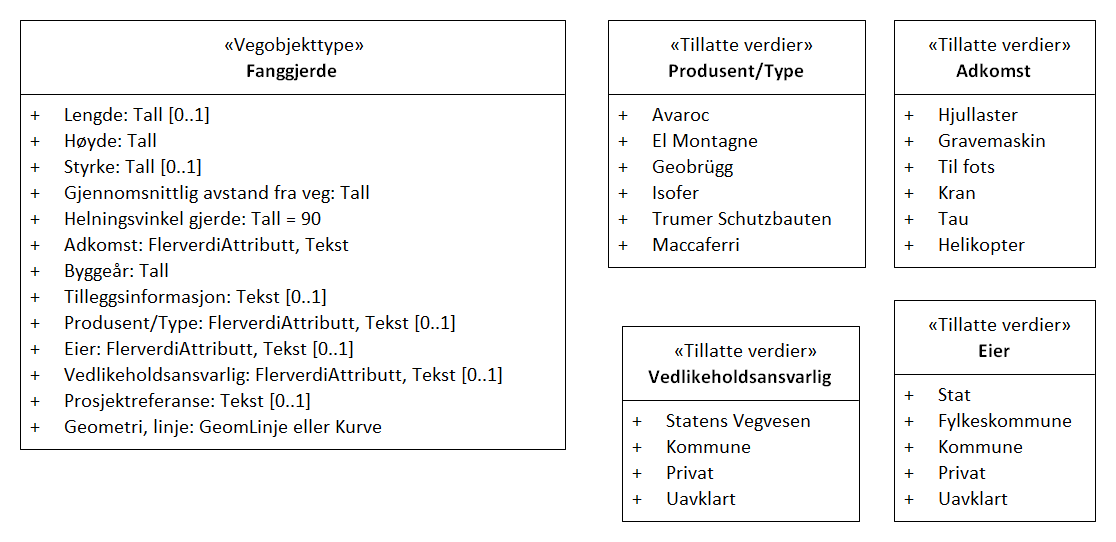 «Vegobjekttype»
Fanggjerde
+ Lengde: Tall [0..1]
+ Høyde: Tall
+ Styrke: Tall [0..1]
+ Gjennomsnittlig avstand fra veg: Tall
+ Helningsvinkel gjerde: Tall = 90
+ Adkomst: FlerverdiAttributt, Tekst
+ Byggeår: Tall
+ Tilleggsinformasjon: Tekst [0..1]
+ Produsent/Type: FlerverdiAttributt, Tekst [0..1]
+ Eier: FlerverdiAttributt, Tekst [0..1]
+ Vedlikeholdsansvarlig: FlerverdiAttributt, Tekst [0..1]
+ Prosjektreferanse: Tekst [0..1]
+ Geometri, linje: GeomLinje eller Kurve
«Tillatte verdier»
Produsent/Type
+ Avaroc
+ El Montagne
+ Geobrügg
+ Isofer
+ Trumer Schutzbauten
+ Maccaferri
«Tillatte verdier»
Adkomst
+ Hjullaster
+ Gravemaskin
+ Til fots
+ Kran
+ Tau
+ Helikopter
«Tillatte verdier»
Vedlikeholdsansvarlig
+ Statens Vegvesen
+ Kommune
+ Privat
+ Uavklart
«Tillatte verdier»
Eier
+ Stat
+ Fylkeskommune
+ Kommune
+ Privat
+ Uavklart